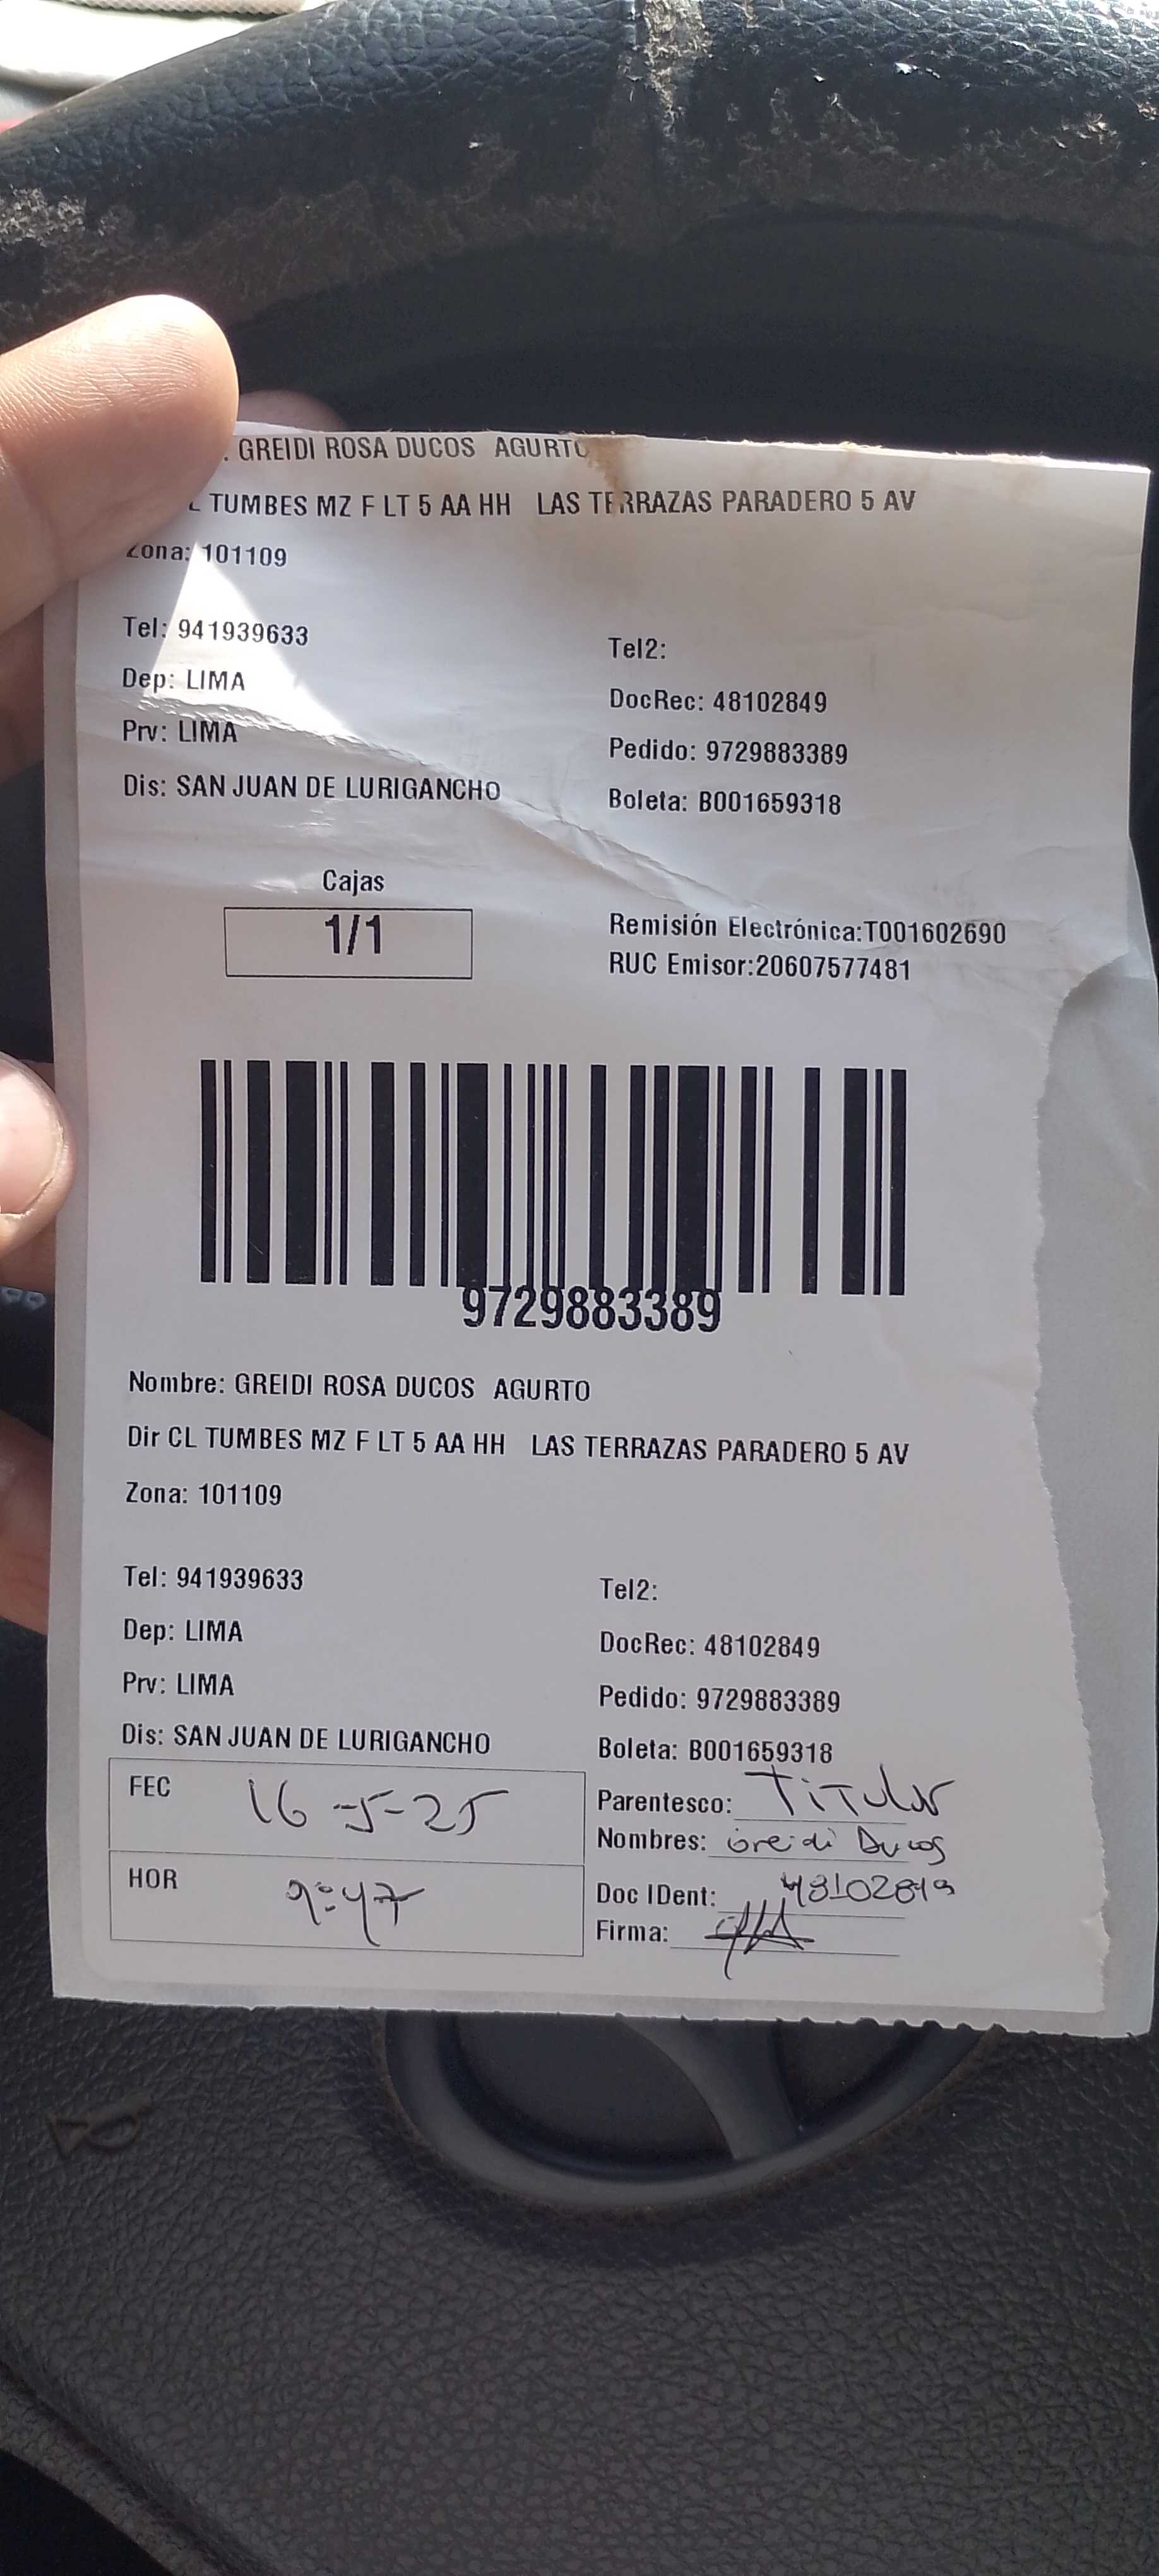 . GREIDI ROSA DUCOS AGURTO
L TUMBES MZ F LT 5 AA HH LAS TERRAZAS PARADERO 5 AV
Zona: 101109
Tel: 941939633
Tel2:
Dep: LIMA
DocRec: 48102849
Prv: LIMA
Pedido: 9729883389
Dis: SAN JUAN DE LURIGANCHO
Boleta: B001659318
Cajas
1/1
Remisión Electrónica:T001602690
RUC Emisor:20607577481
9729883389
Nombre: GREIDI ROSA DUCOS AGURTO
Dir CL TUMBES MZ F LT 5 AA HH LAS TERRAZAS PARADERO 5 AV
Zona: 101109
Tel: 941939633
Tel2:
Dep: LIMA
DocRec: 48102849
Prv: LIMA
Pedido: 9729883389
Dis: SAN JUAN DE LURIGANCHO
Boleta: B001659318
FEC 16-5-25
Parentesco: Titular
Nombres: Greidi Ducos
HOR 9:47
Doc IDent: 48102849
Firma: